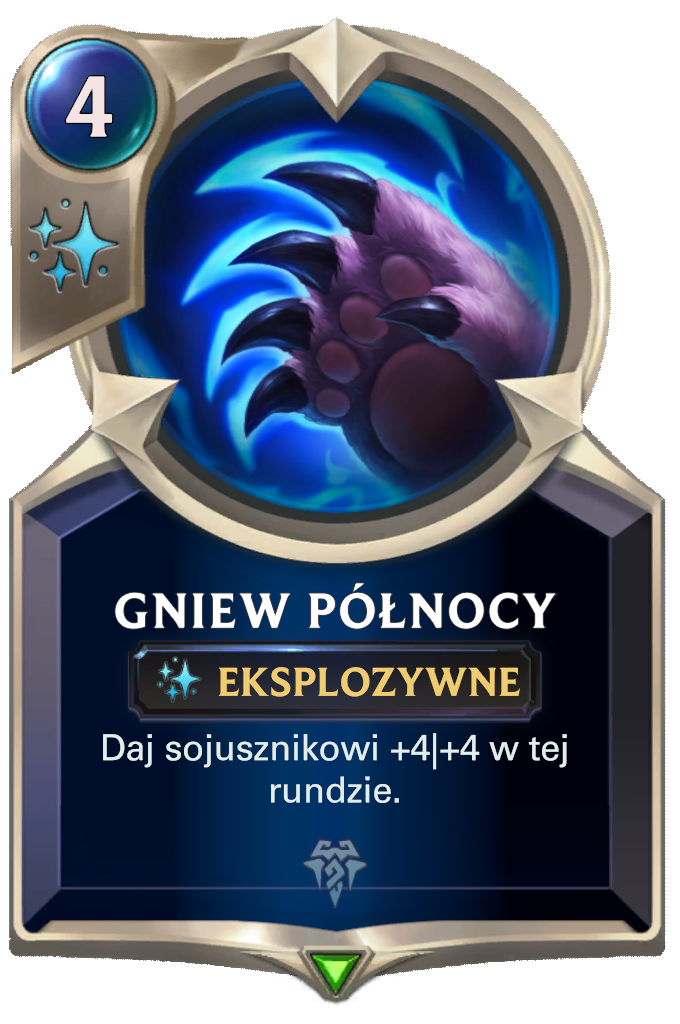 4
GNIEW PÓŁNOCY
EKSPLOZYWNE
Daj sojusznikowi +4|+4 w tej
rundzie.